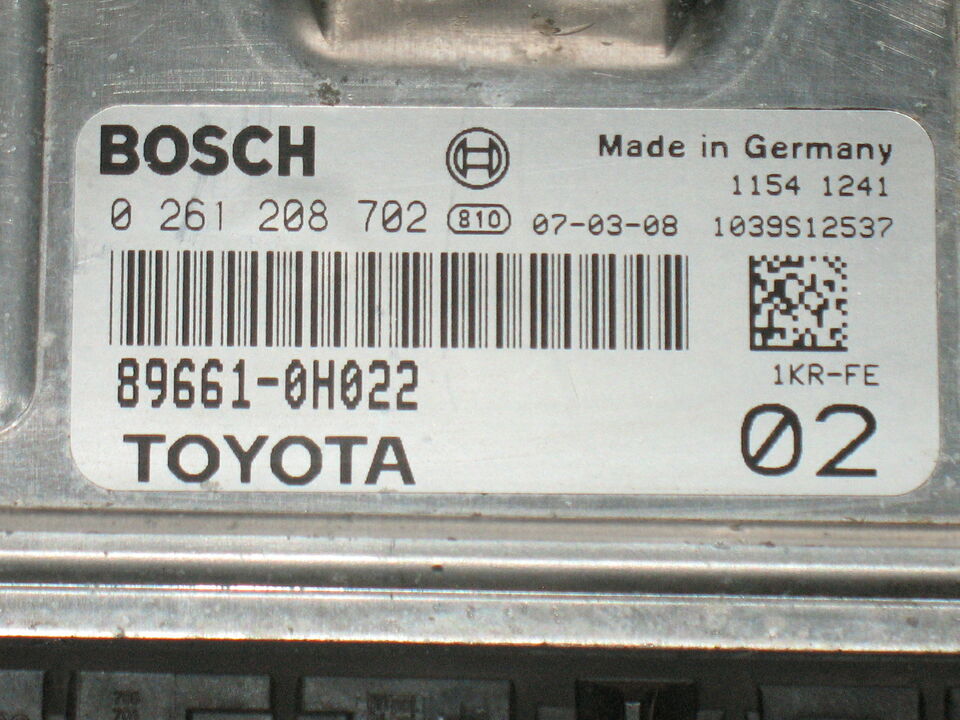 BOSCH Made in Germany
1154 1241
0 261 208 702 810 07-03-08 1039S12537
89661-0H022
1KR-FE
TOYOTA 02